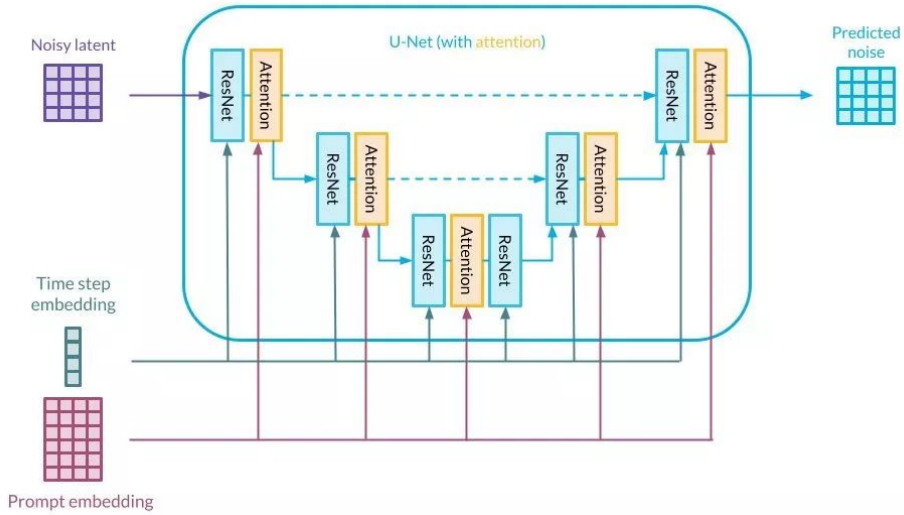 Noisy latent
U-Net (with attention)
Predicted
noise
ResNet
Attention
ResNet
Attention
ResNet
Attention
ResNet
Attention
ResNet
Attention
ResNet
ResNet
Attention
Time step
embedding
Prompt embedding